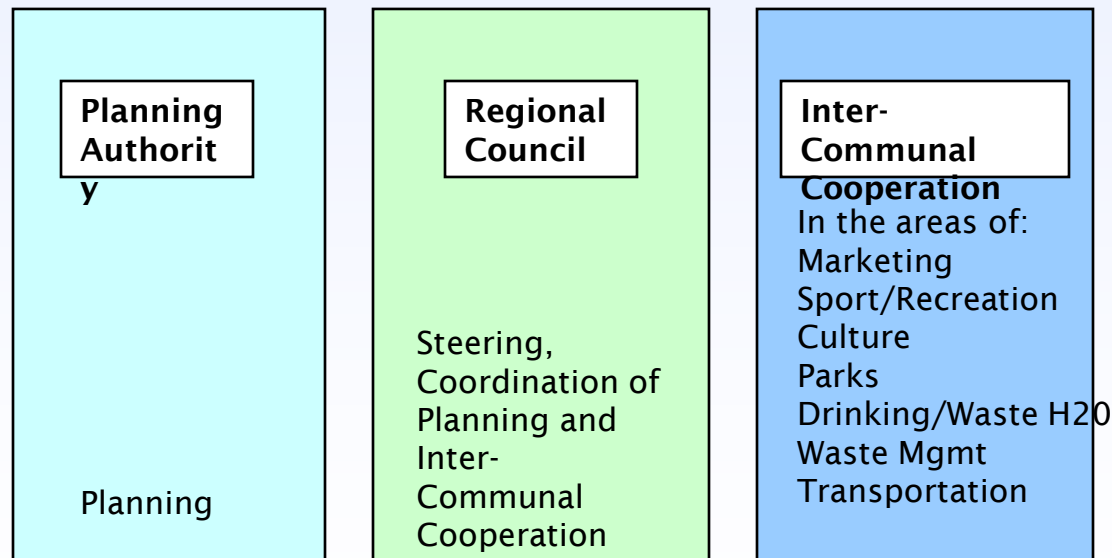 Planning
Authorit
y
Planning
Regional
Council
Steering,
Coordination of
Planning and
Inter-
Communal
Cooperation
Inter-
Communal
Cooperation
In the areas of:
Marketing
Sport/Recreation
Culture
Parks
Drinking/Waste H20
Waste Mgmt
Transportation